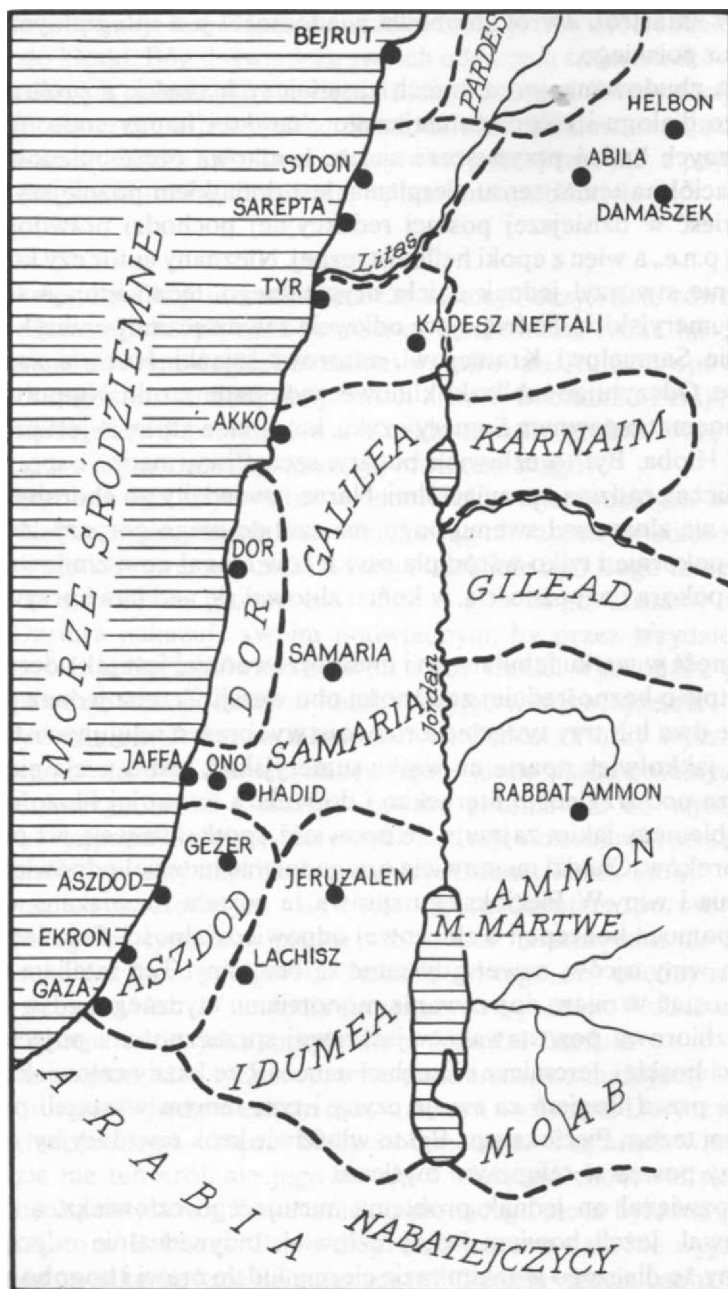 BEJRUT
PARDES
HELBON
SYDON
ABILA
SAREPTA
DAMASZEK
Litas
TYR
KADESZ NEFTALI
MORZE ŚRÓDZIEMNE
AKKO
KARNAIM
GALILEA
DOR
DOR
GILEAD
SAMARIA
Jordan
SAMARIA
JAFFA
ONO
HADID
RABBAT AMMON
GEZER
AMMON
ASZDOD
JERUZALEM
M. MARTWE
EKRON
ASZDOD
LACHISZ
GAZA
IDUMEA
MOAB
ARABIA
NABATEJCZYCY